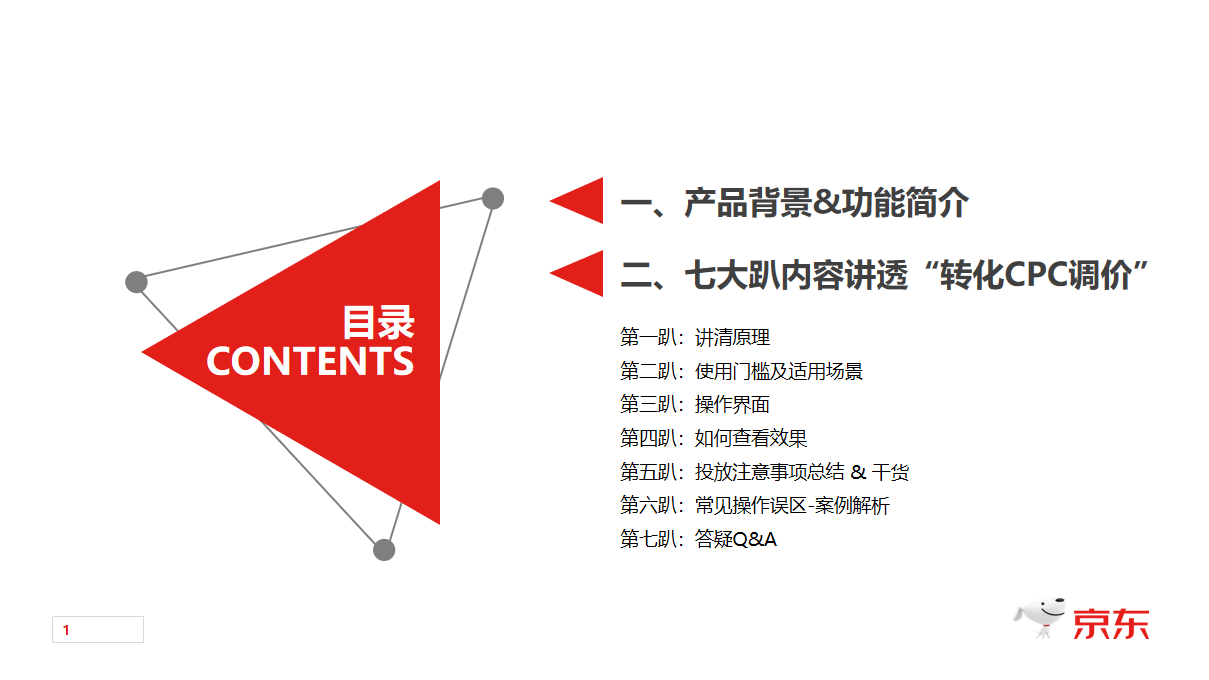 目录
CONTENTS
一、产品背景&功能简介
二、七大趴内容讲透“转化CPC调价”
第一趴：讲清原理
第二趴：使用门槛及适用场景
第三趴：操作界面
第四趴：如何查看效果
第五趴：投放注意事项总结 & 干货
第六趴：常见操作误区-案例解析
第七趴：答疑Q&A
1
京东